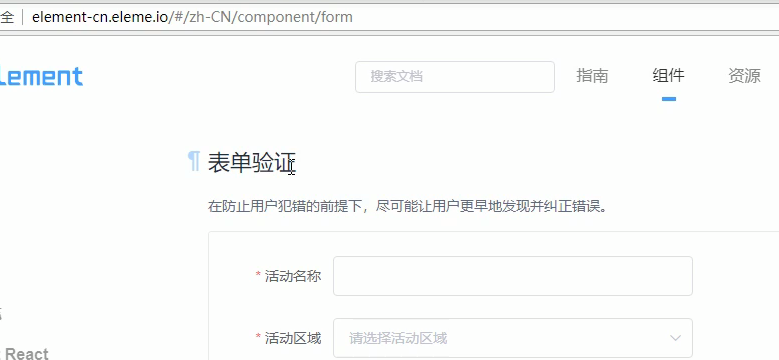 全 element-cn.eleme.io/#/zh-CN/component/form
lement 搜索文档 指南 组件 资源
¶ 表单验证
在防止用户犯错的前提下，尽可能让用户更早地发现并纠正错误。
* 活动名称
* 活动区域 请选择活动区域
React